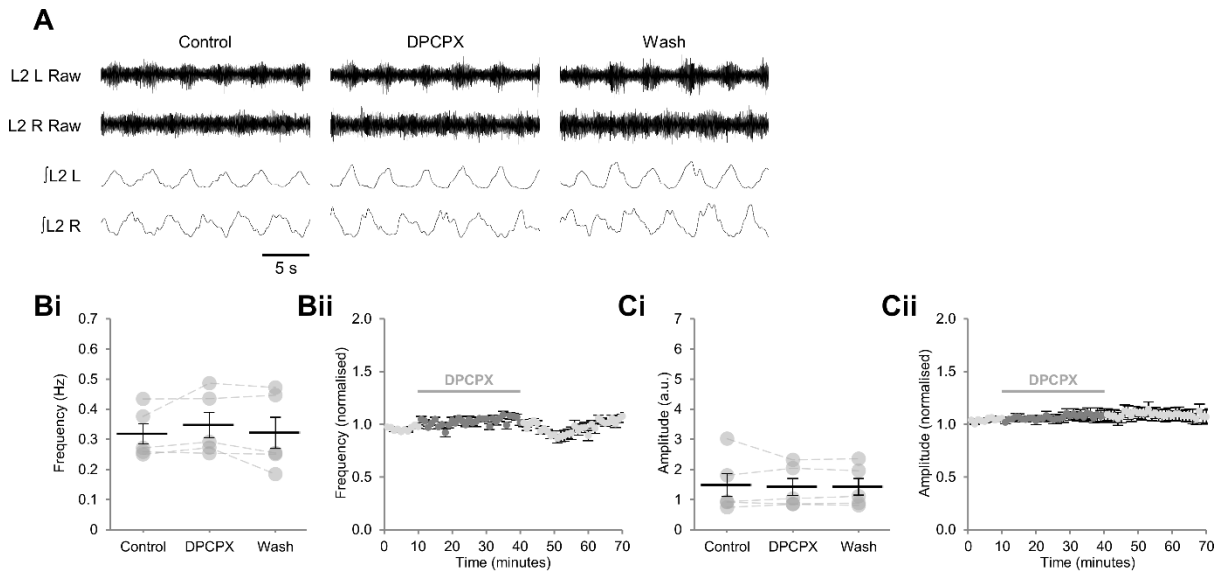 A
Control DPCPX Wash
L2 L Raw
L2 R Raw
∫L2 L
∫L2 R
5 s
Bi
Frequency (Hz)
0.7
0.6
0.5
0.4
0.3
0.2
0.1
0
Control DPCPX Wash
Bii
Frequency (normalised)
2.0
1.5
1.0
0.5
0.0
DPCPX
0 10 20 30 40 50 60 70
Time (minutes)
Ci
Amplitude (a.u.)
7
6
5
4
3
2
1
0
Control DPCPX Wash
Cii
Amplitude (normalised)
2.0
1.5
1.0
0.5
0.0
DPCPX
0 10 20 30 40 50 60 70
Time (minutes)